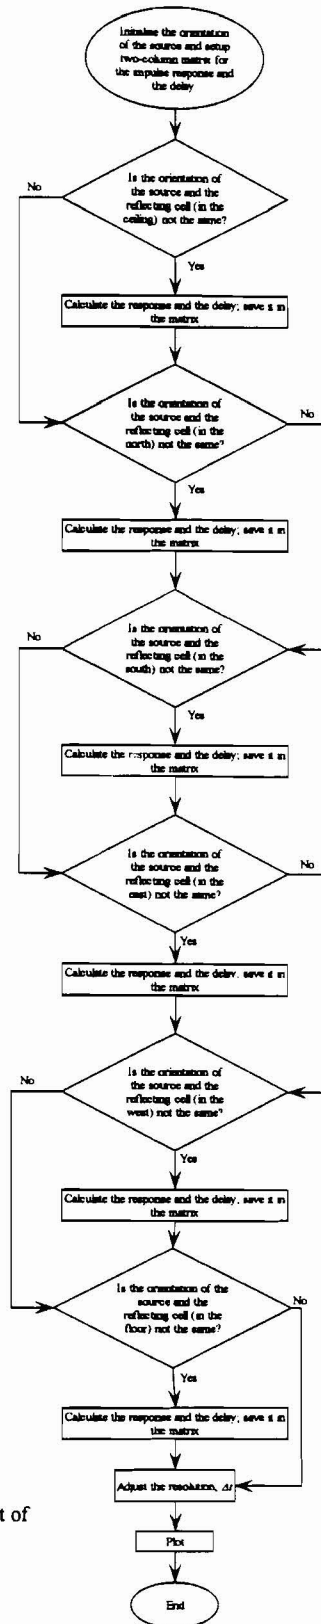 Initialise the orientation
of the source and setup
two-column matrix for
the impulse response and
the delay
Is the orientation of
the source and the
reflecting cell (in the
ceiling) not the same?
No
Yes
Calculate the response and the delay; save it in
the matrix
Is the orientation of
the source and the
reflecting cell (in the
north) not the same?
No
Yes
Calculate the response and the delay; save it in
the matrix
Is the orientation of
the source and the
reflecting cell (in the
south) not the same?
No
Yes
Calculate the response and the delay; save it in
the matrix
Is the orientation of
the source and the
reflecting cell (in the
east) not the same?
No
Yes
Calculate the response and the delay, save it in
the matrix
Is the orientation of
the source and the
reflecting cell (in the
west) not the same?
No
Yes
Calculate the response and the delay, save it in
the matrix
Is the orientation of the
source and the
reflecting cell (in the
floor) not the same?
No
Yes
Calculate the response and the delay; save it in
the matrix
Adjust the resolution, Δt
t of
Plot
End